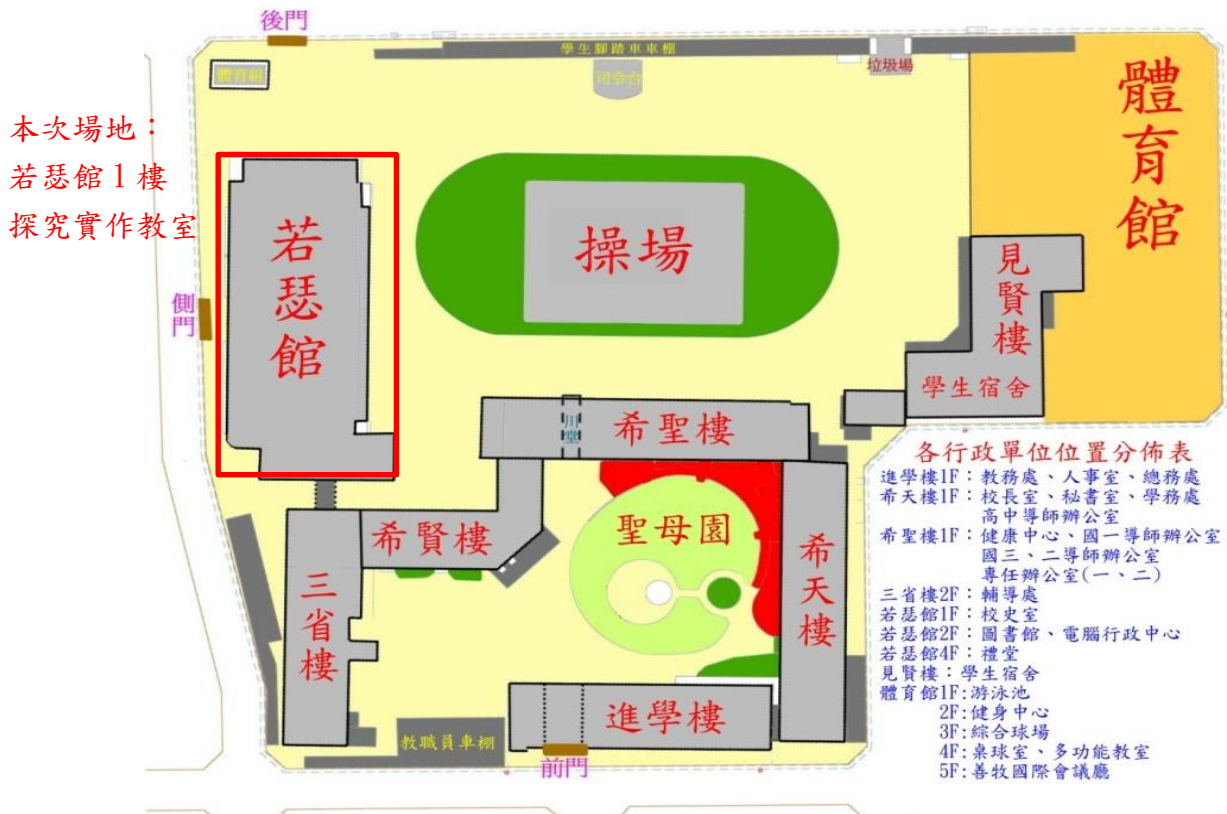 後門
學生腳踏車車棚
體育組
司令台
垃圾場
體育館
本次場地：
若瑟館1樓
探究實作教室
若瑟館
操場
見賢樓
側門
學生宿舍
川堂
希聖樓
希賢樓
聖母園
希天樓
三省樓
進學樓
教職員車棚
前門
各行政單位位置分佈表
進學樓1F：教務處、人事室、總務處
希天樓1F：校長室、秘書室、學務處
高中導師辦公室
希聖樓1F：健康中心、國一導師辦公室
國三、二導師辦公室
專任辦公室(一、二)
三省樓2F：輔導處
若瑟館1F：校史室
若瑟館2F：圖書館、電腦行政中心
若瑟館4F：禮堂
見賢樓：學生宿舍
體育館1F:游泳池
2F:健身中心
3F:綜合球場
4F:桌球室、多功能教室
5F:善牧國際會議廳